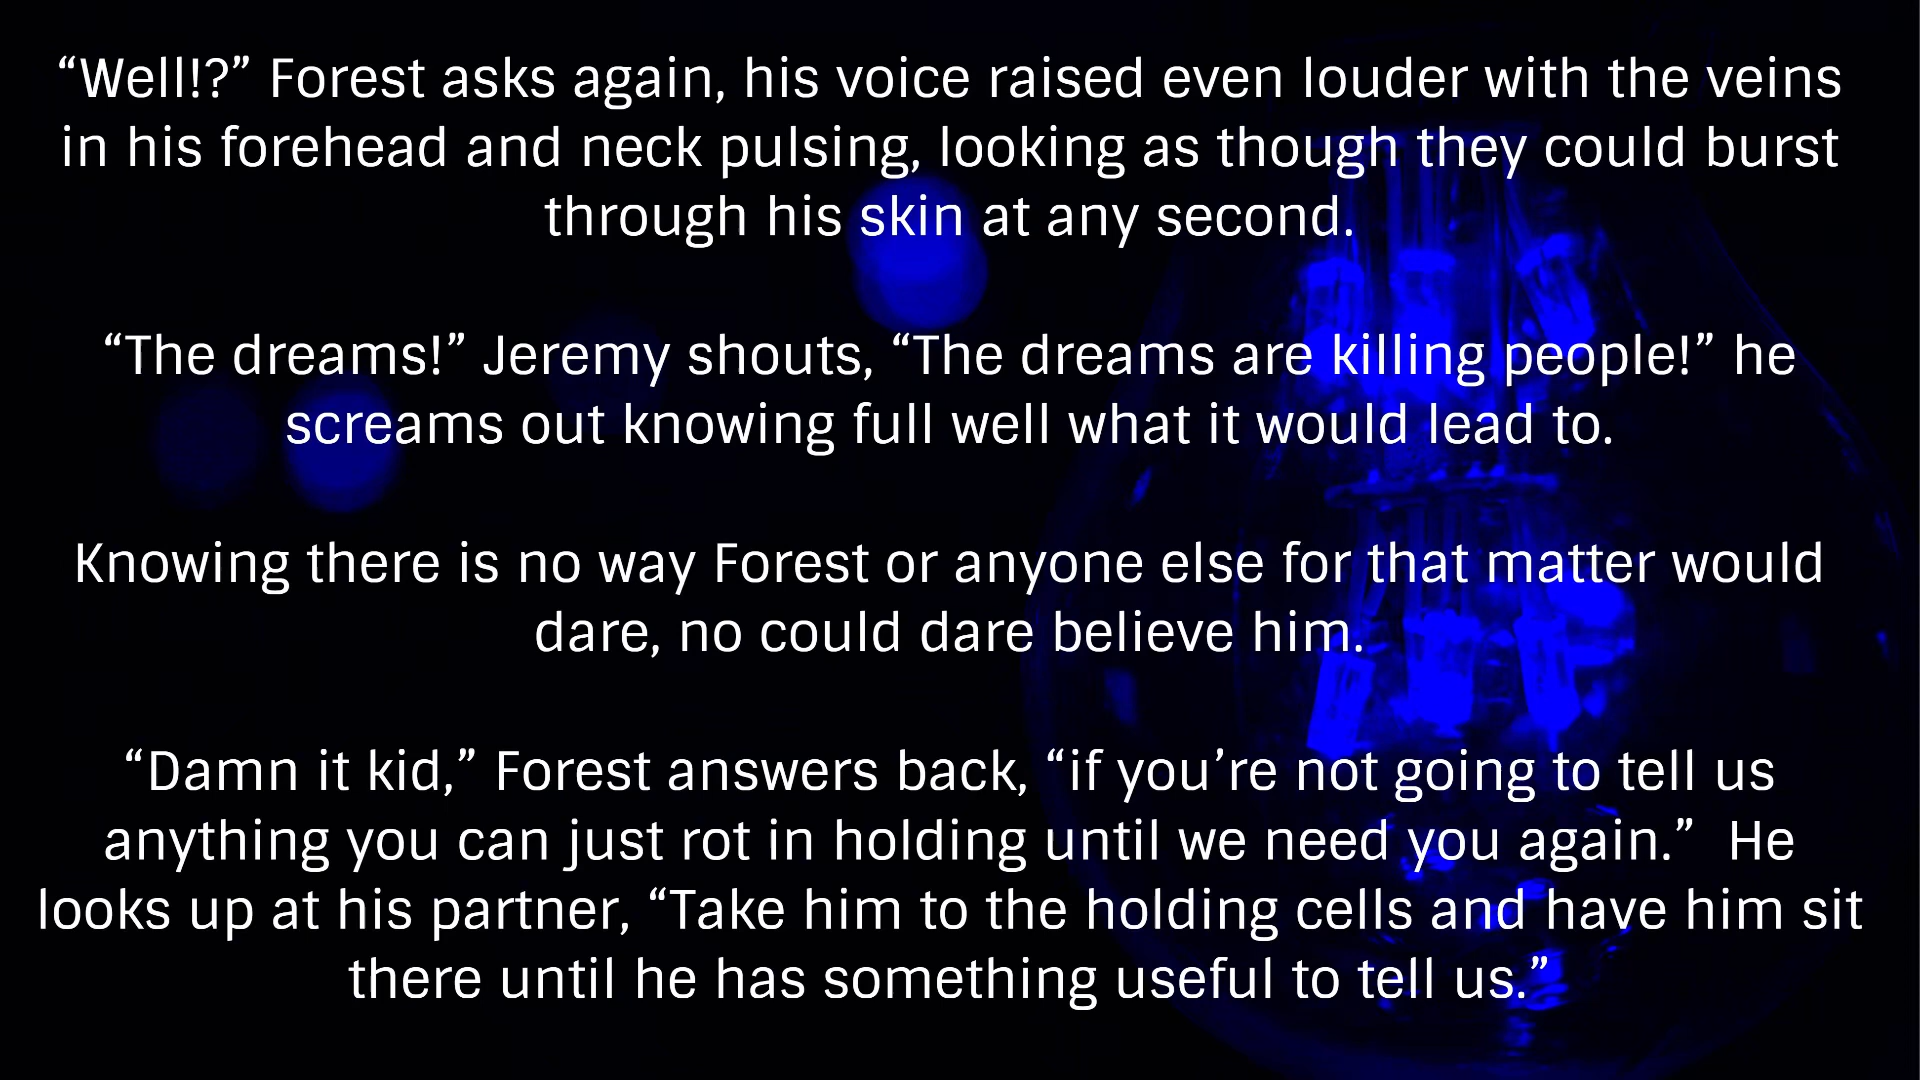 “Well!?” Forest asks again, his voice raised even louder with the veins
in his forehead and neck pulsing, looking as though they could burst
through his skin at any second.
“The dreams!” Jeremy shouts, “The dreams are killing people!” he
screams out knowing full well what it would lead to.
Knowing there is no way Forest or anyone else for that matter would
dare, no could dare believe him.
“Damn it kid,” Forest answers back, “if you’re not going to tell us
anything you can just rot in holding until we need you again.”  He
looks up at his partner, “Take him to the holding cells and have him sit
there until he has something useful to tell us.”